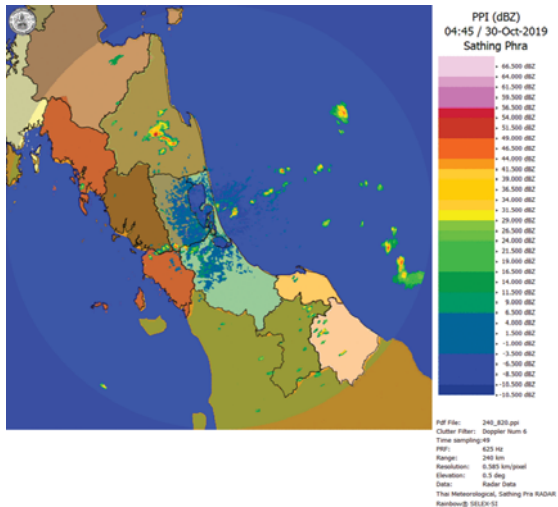 PPI (dBZ)
04:45 / 30-Oct-2019
Sathing Phra
66.500 dBZ
64.000 dBZ
61.500 dBZ
59.500 dBZ
56.500 dBZ
54.000 dBZ
51.500 dBZ
49.000 dBZ
46.500 dBZ
44.000 dBZ
41.500 dBZ
39.000 dBZ
36.500 dBZ
34.000 dBZ
31.500 dBZ
29.000 dBZ
26.500 dBZ
24.000 dBZ
21.500 dBZ
19.000 dBZ
16.500 dBZ
14.000 dBZ
11.500 dBZ
9.000 dBZ
6.500 dBZ
4.000 dBZ
1.500 dBZ
-1.000 dBZ
-3.500 dBZ
-6.500 dBZ
-8.500 dBZ
-10.500 dBZ
-10.500 dBZ
Pdf File: 240_820.ppi
Clutter Filter: Doppler Num 6
Time sampling:49
PRF: 625 Hz
Range: 240 km
Resolution: 0.585 km/pixel
Elevation: 0.5 deg
Data: Radar Data
Thai Meteorological, Sathing Pra RADAR
SELEX-SI